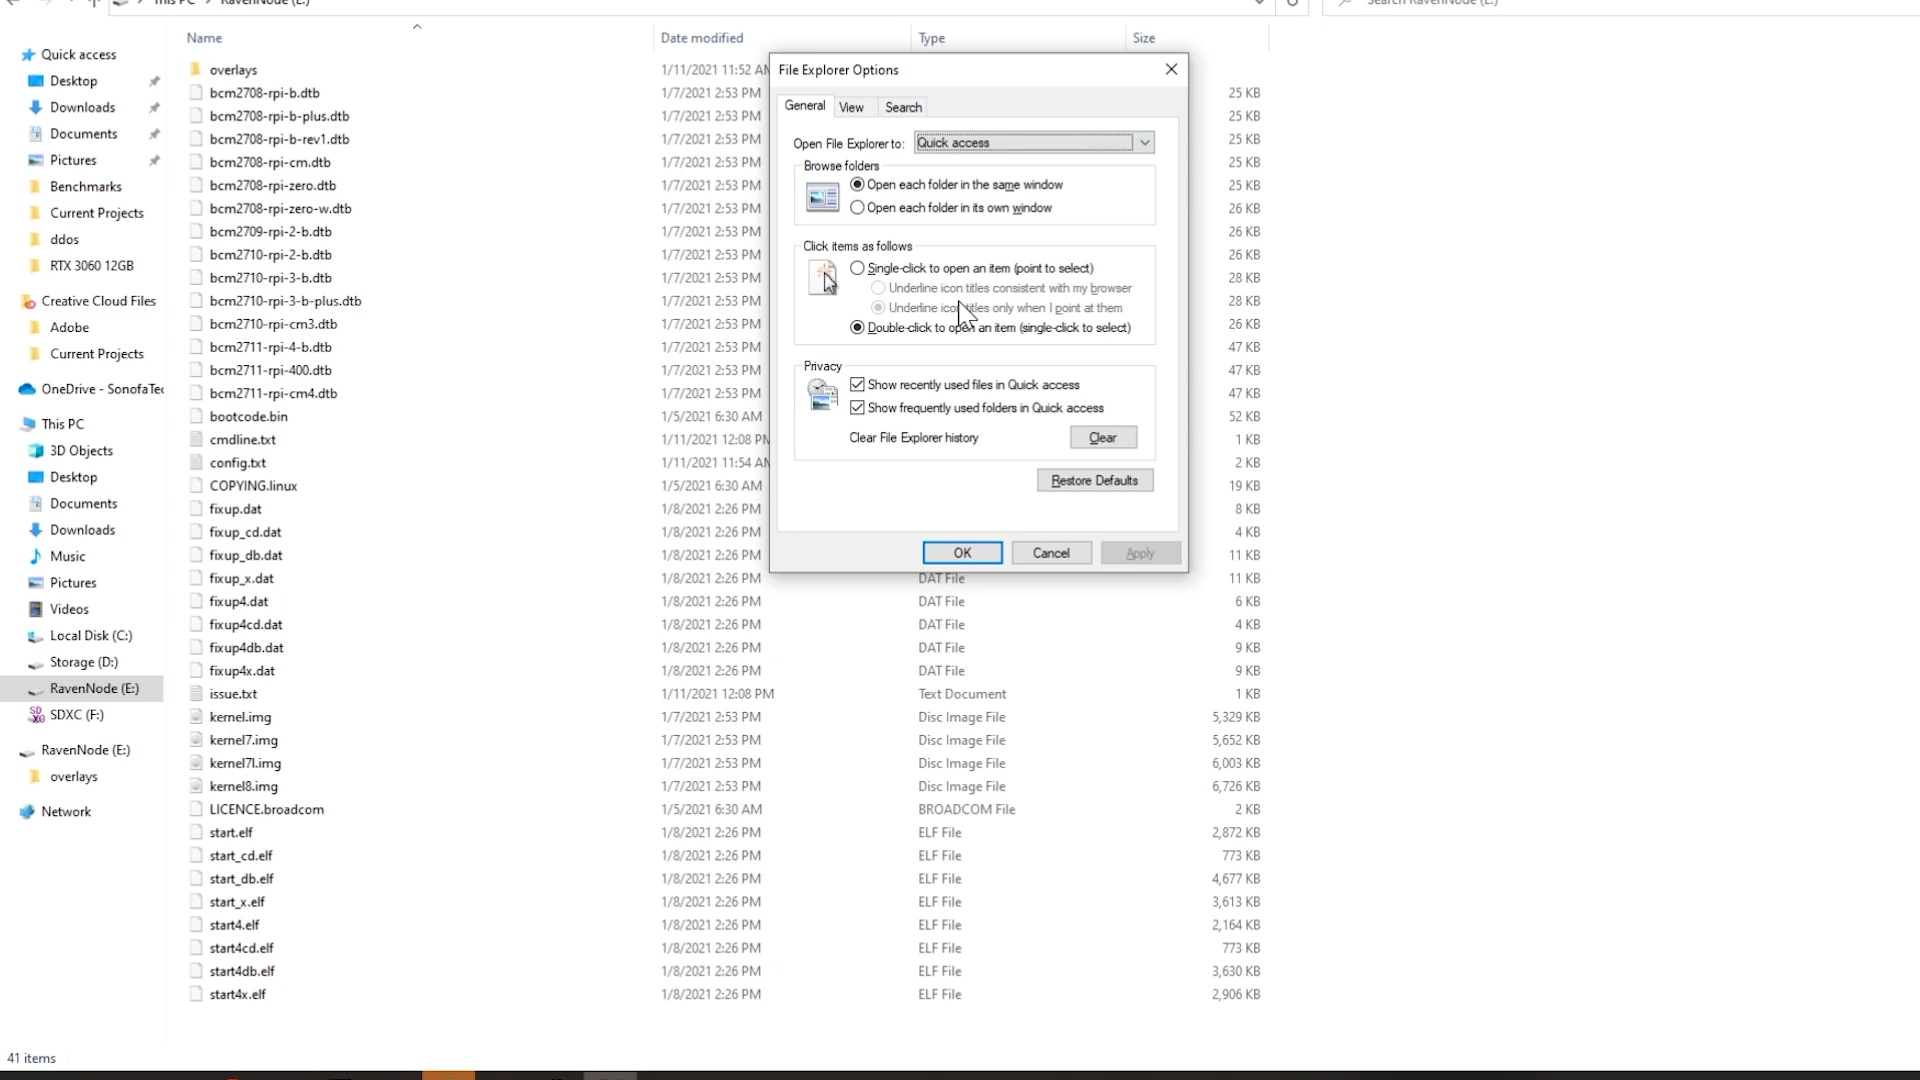 This PC > RavenNode (E:)
Search RavenNode (E:)
Name
Date modified
Type
Size
Quick access
Desktop
Downloads
Documents
Pictures
Benchmarks
Current Projects
ddos
RTX 3060 12GB
Creative Cloud Files
Adobe
Current Projects
OneDrive - SonofaTec
This PC
3D Objects
Desktop
Documents
Downloads
Music
Pictures
Videos
Local Disk (C:)
Storage (D:)
RavenNode (E:)
SDXC (F:)
RavenNode (E:)
overlays
Network
overlays 1/11/2021 11:52 AM
bcm2708-rpi-b.dtb 1/7/2021 2:53 PM 25 KB
bcm2708-rpi-b-plus.dtb 1/7/2021 2:53 PM 25 KB
bcm2708-rpi-b-rev1.dtb 1/7/2021 2:53 PM 25 KB
bcm2708-rpi-cm.dtb 1/7/2021 2:53 PM 25 KB
bcm2708-rpi-zero.dtb 1/7/2021 2:53 PM 25 KB
bcm2708-rpi-zero-w.dtb 1/7/2021 2:53 PM 26 KB
bcm2709-rpi-2-b.dtb 1/7/2021 2:53 PM 26 KB
bcm2710-rpi-2-b.dtb 1/7/2021 2:53 PM 26 KB
bcm2710-rpi-3-b.dtb 1/7/2021 2:53 PM 28 KB
bcm2710-rpi-3-b-plus.dtb 1/7/2021 2:53 PM 28 KB
bcm2710-rpi-cm3.dtb 1/7/2021 2:53 PM 26 KB
bcm2711-rpi-4-b.dtb 1/7/2021 2:53 PM 47 KB
bcm2711-rpi-400.dtb 1/7/2021 2:53 PM 47 KB
bcm2711-rpi-cm4.dtb 1/7/2021 2:53 PM 47 KB
bootcode.bin 1/5/2021 6:30 AM 52 KB
cmdline.txt 1/11/2021 12:08 PM 1 KB
config.txt 1/11/2021 11:54 AM 2 KB
COPYING.linux 1/5/2021 6:30 AM 19 KB
fixup.dat 1/8/2021 2:26 PM 8 KB
fixup_cd.dat 1/8/2021 2:26 PM 4 KB
fixup_db.dat 1/8/2021 2:26 PM 11 KB
fixup_x.dat 1/8/2021 2:26 PM DAT File 11 KB
fixup4.dat 1/8/2021 2:26 PM DAT File 6 KB
fixup4cd.dat 1/8/2021 2:26 PM DAT File 4 KB
fixup4db.dat 1/8/2021 2:26 PM DAT File 9 KB
fixup4x.dat 1/8/2021 2:26 PM DAT File 9 KB
issue.txt 1/11/2021 12:08 PM Text Document 1 KB
kernel.img 1/7/2021 2:53 PM Disc Image File 5,329 KB
kernel7.img 1/7/2021 2:53 PM Disc Image File 5,652 KB
kernel7l.img 1/7/2021 2:53 PM Disc Image File 6,003 KB
kernel8.img 1/7/2021 2:53 PM Disc Image File 6,726 KB
LICENCE.broadcom 1/5/2021 6:30 AM BROADCOM File 2 KB
start.elf 1/8/2021 2:26 PM ELF File 2,872 KB
start_cd.elf 1/8/2021 2:26 PM ELF File 773 KB
start_db.elf 1/8/2021 2:26 PM ELF File 4,677 KB
start_x.elf 1/8/2021 2:26 PM ELF File 3,613 KB
start4.elf 1/8/2021 2:26 PM ELF File 2,164 KB
start4cd.elf 1/8/2021 2:26 PM ELF File 773 KB
start4db.elf 1/8/2021 2:26 PM ELF File 3,630 KB
start4x.elf 1/8/2021 2:26 PM ELF File 2,906 KB
File Explorer Options
General View Search
Open File Explorer to: Quick access
Browse folders
Open each folder in the same window
Open each folder in its own window
Click items as follows
Single-click to open an item (point to select)
Underline icon titles consistent with my browser
Underline icon titles only when I point at them
Double-click to open an item (single-click to select)
Privacy
Show recently used files in Quick access
Show frequently used folders in Quick access
Clear File Explorer history Clear
Restore Defaults
OK Cancel Apply
41 items